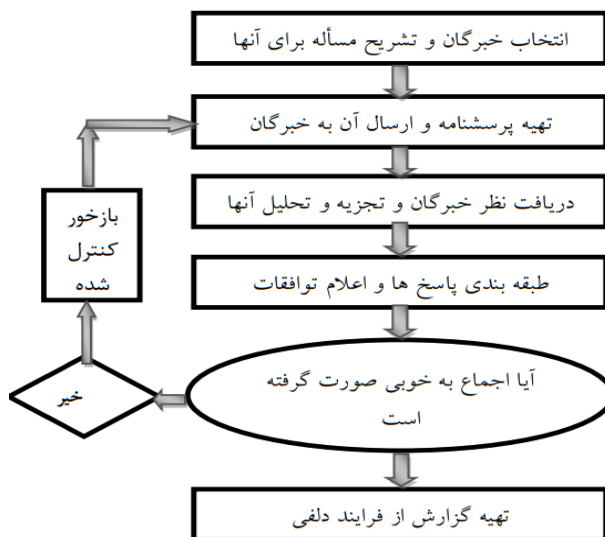 انتخاب خبرگان و تشریح مسأله برای آنها
تهیه پرسشنامه و ارسال آن به خبرگان
دریافت نظر خبرگان و تجزیه و تحلیل آنها
طبقه بندی پاسخ ها و اعلام توافقات
آیا اجماع به خوبی صورت گرفته
است
خیر
بازخور
کنترل
شده
تهیه گزارش از فرایند دلفی